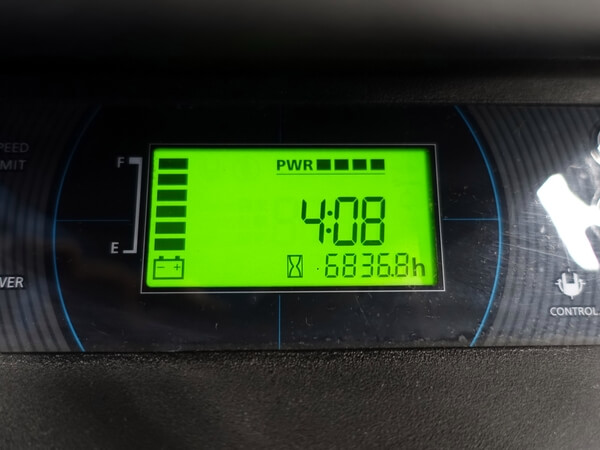 PEED
MIT
F
PWR
4:08
E
6836.8h
VER
CONTROL